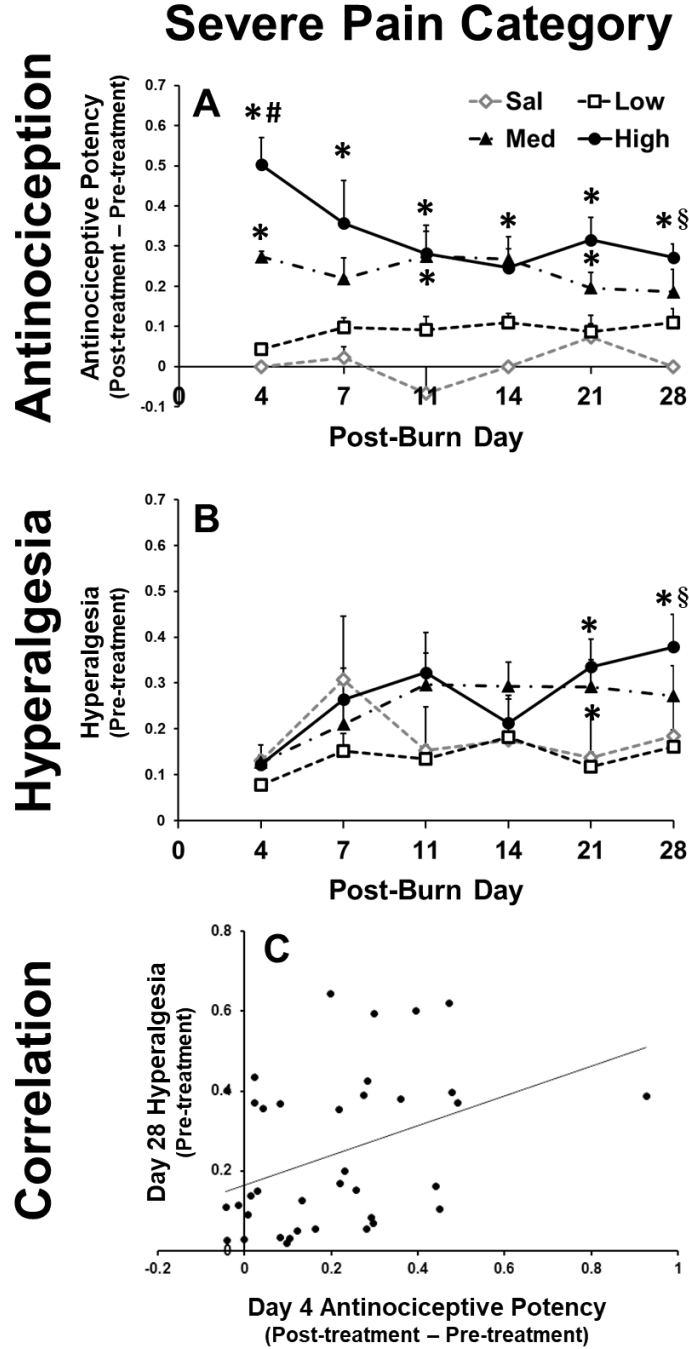 Severe Pain Category
Antinociception
Antinociceptive Potency
(Post-treatment – Pre-treatment)
A
Sal
Low
Med
High
0.7
0.6
0.5
0.4
0.3
0.2
0.1
0
-0.1
*#
*
*
*
*
*§
*
*
*
0 4 7 11 14 21 28
Post-Burn Day
Hyperalgesia
Hyperalgesia
(Pre-treatment)
B
0.7
0.6
0.5
0.4
0.3
0.2
0.1
0
*
*§
*
0 4 7 11 14 21 28
Post-Burn Day
Correlation
Day 28 Hyperalgesia
(Pre-treatment)
C
0.8
0.6
0.4
0.2
0
-0.2 0 0.2 0.4 0.6 0.8 1
Day 4 Antinociceptive Potency
(Post-treatment – Pre-treatment)